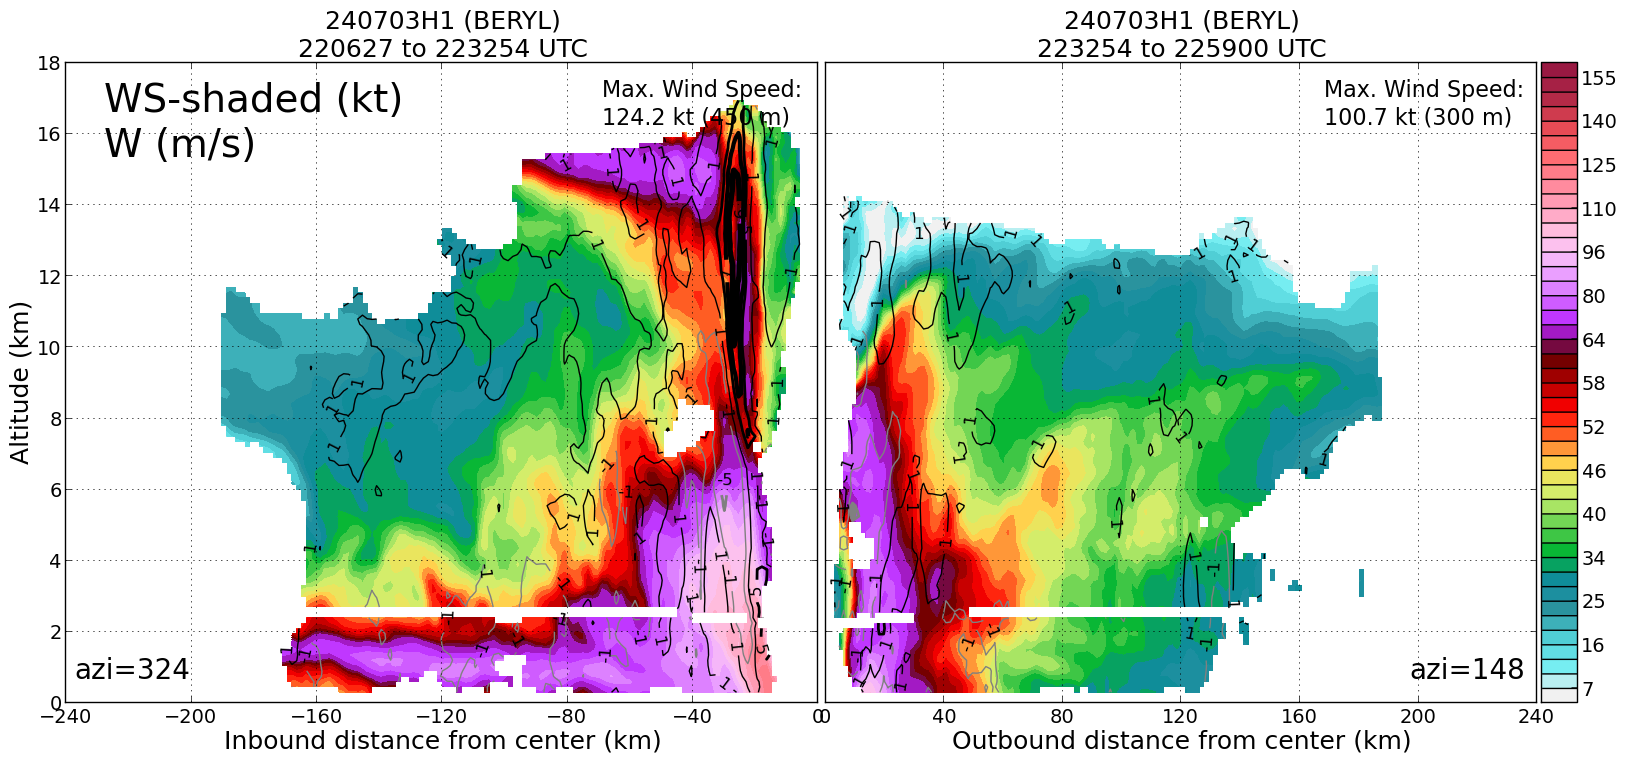 240703H1 (BERYL)
220627 to 223254 UTC
240703H1 (BERYL)
223254 to 225900 UTC
WS-shaded (kt)
W (m/s)
Max. Wind Speed:
124.2 kt (450 m)
Max. Wind Speed:
100.7 kt (300 m)
azi=324
azi=148
Altitude (km)
18
16
14
12
10
8
6
4
2
0
−240
−200
−160
−120
−80
−40
0
0
40
80
120
160
200
240
Inbound distance from center (km)
Outbound distance from center (km)
155
140
125
110
96
80
64
58
52
46
40
34
25
16
7